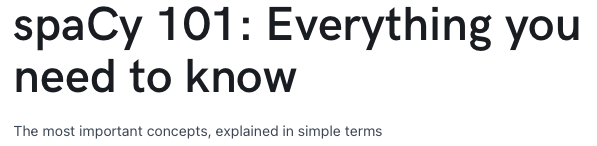 spaCy 101: Everything you
need to know
The most important concepts, explained in simple terms